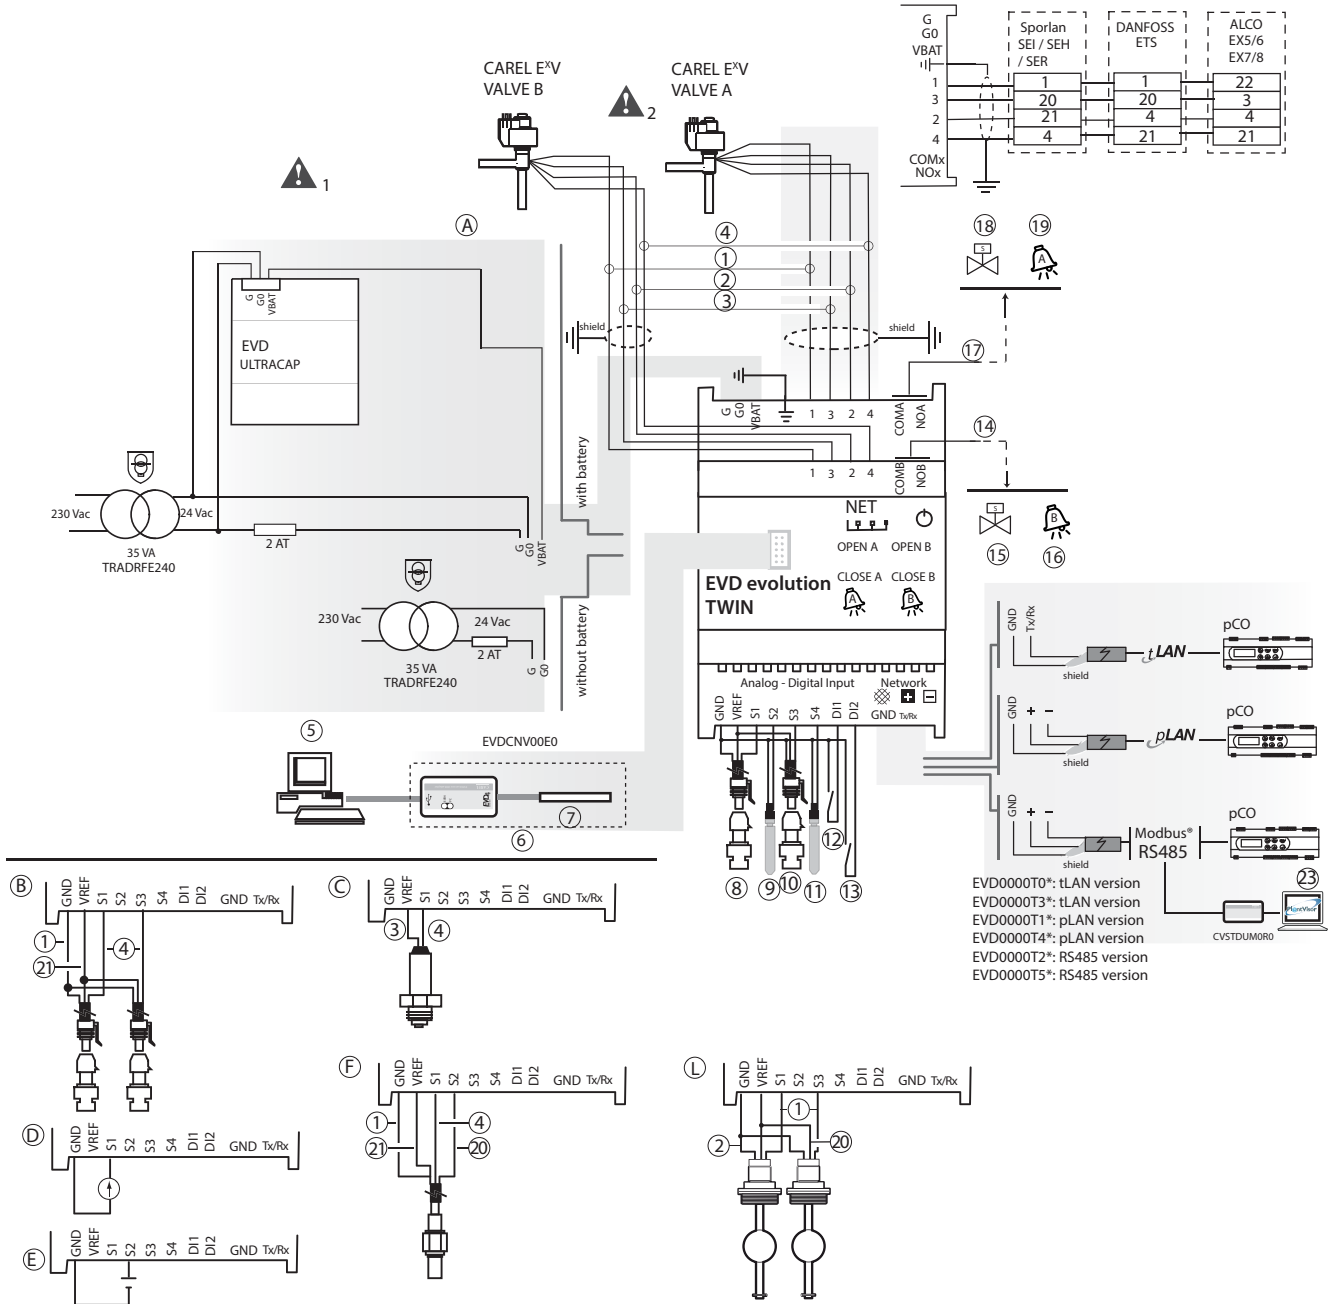 CAREL EXV
VALVE B
CAREL EXV
VALVE A
2
1
G
G0
VBAT
1
3
2
4
COMx
NOx
Sporlan
SEI / SEH
/ SER
1
20
21
4
DANFOSS
ETS
1
20
4
21
ALCO
EX5/6
EX7/8
22
3
4
21
A
G
G0
VBAT
EVD
ULTRACAP
4
1
2
3
shield
shield
18
S
19
A
17
14
15
S
16
B
230 Vac
24 Vac
35 VA
TRADRFE240
2 AT
G
G0
VBAT
with battery
230 Vac
24 Vac
35 VA
TRADRFE240
2 AT
G
G0
without battery
G
G0
VBAT
1 3 2 4
COMA
NOA
1 3 2 4
COMB
NOB
NET
OPEN A OPEN B
EVD evolution
TWIN
CLOSE A CLOSE B
A
B
Analog - Digital Input
Network
GND
VREF
S1
S2
S3
S4
DI1
DI2
GND Tx/Rx
8
9
10
11
12
13
5
EVDCNV00E0
EVD
6
7
GND
Tx/Rx
shield
tLAN
pCO
GND
+
–
shield
pLAN
pCO
GND
+
–
shield
Modbus®
RS485
pCO
23
PlantVisor
CVSTDUM0R0
EVD0000T0*: tLAN version
EVD0000T3*: tLAN version
EVD0000T1*: pLAN version
EVD0000T4*: pLAN version
EVD0000T2*: RS485 version
EVD0000T5*: RS485 version
B
GND
VREF
S1
S2
S3
S4
DI1
DI2
GND Tx/Rx
1
21
4
C
GND
VREF
S1
S2
S3
S4
DI1
DI2
GND Tx/Rx
3
4
D
GND
VREF
S1
S2
S3
S4
DI1
DI2
GND Tx/Rx
E
GND
VREF
S1
S2
S3
S4
DI1
DI2
GND Tx/Rx
F
GND
VREF
S1
S2
S3
S4
DI1
DI2
GND Tx/Rx
1
21
4
20
L
GND
VREF
S1
S2
S3
S4
DI1
DI2
GND Tx/Rx
1
2
20